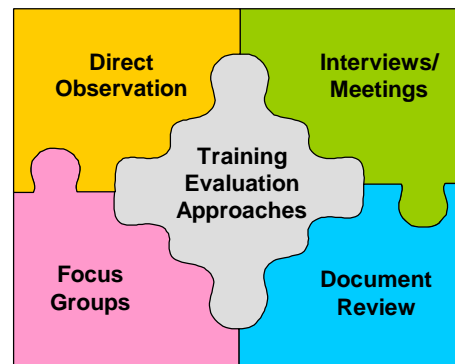 Direct
Observation
Interviews/
Meetings
Training
Evaluation
Approaches
Focus
Groups
Document
Review